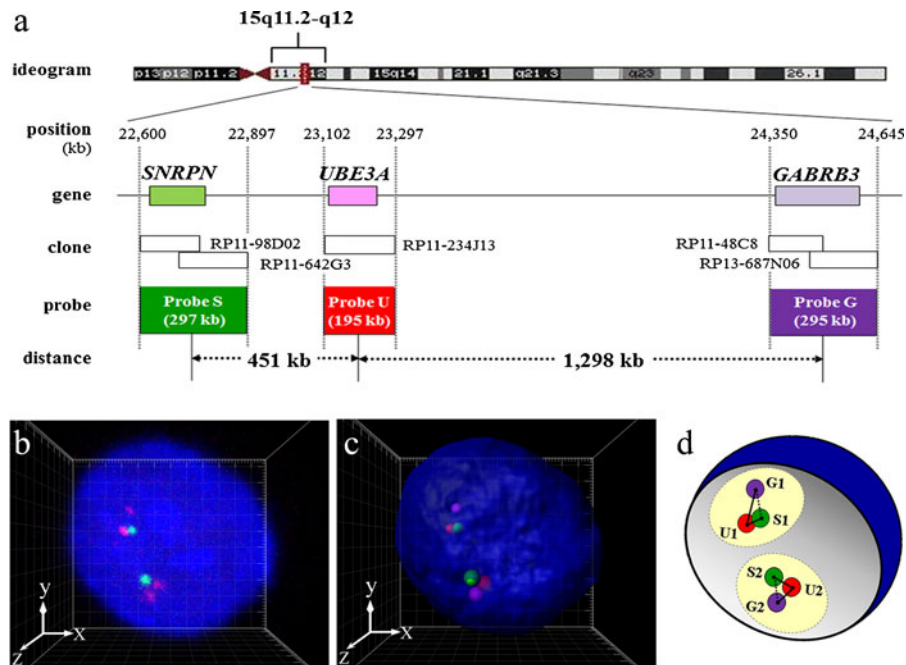 a
15q11.2-q12
ideogram
p13 p12 p11.2 11.2 12 15q14 21.1 q21.3 q23 26.1
position
(kb)
22,600 22,897 23,102 23,297 24,350 24,645
SNRPN UBE3A GABRB3
gene
clone
RP11-98D02 RP11-234J13 RP11-48C8
RP11-642G3 RP13-687N06
probe
Probe S Probe U Probe G
(297 kb) (195 kb) (295 kb)
distance
451 kb 1,298 kb
b c d
y x z
y x z
G1
U1 S1
S2 U2
G2